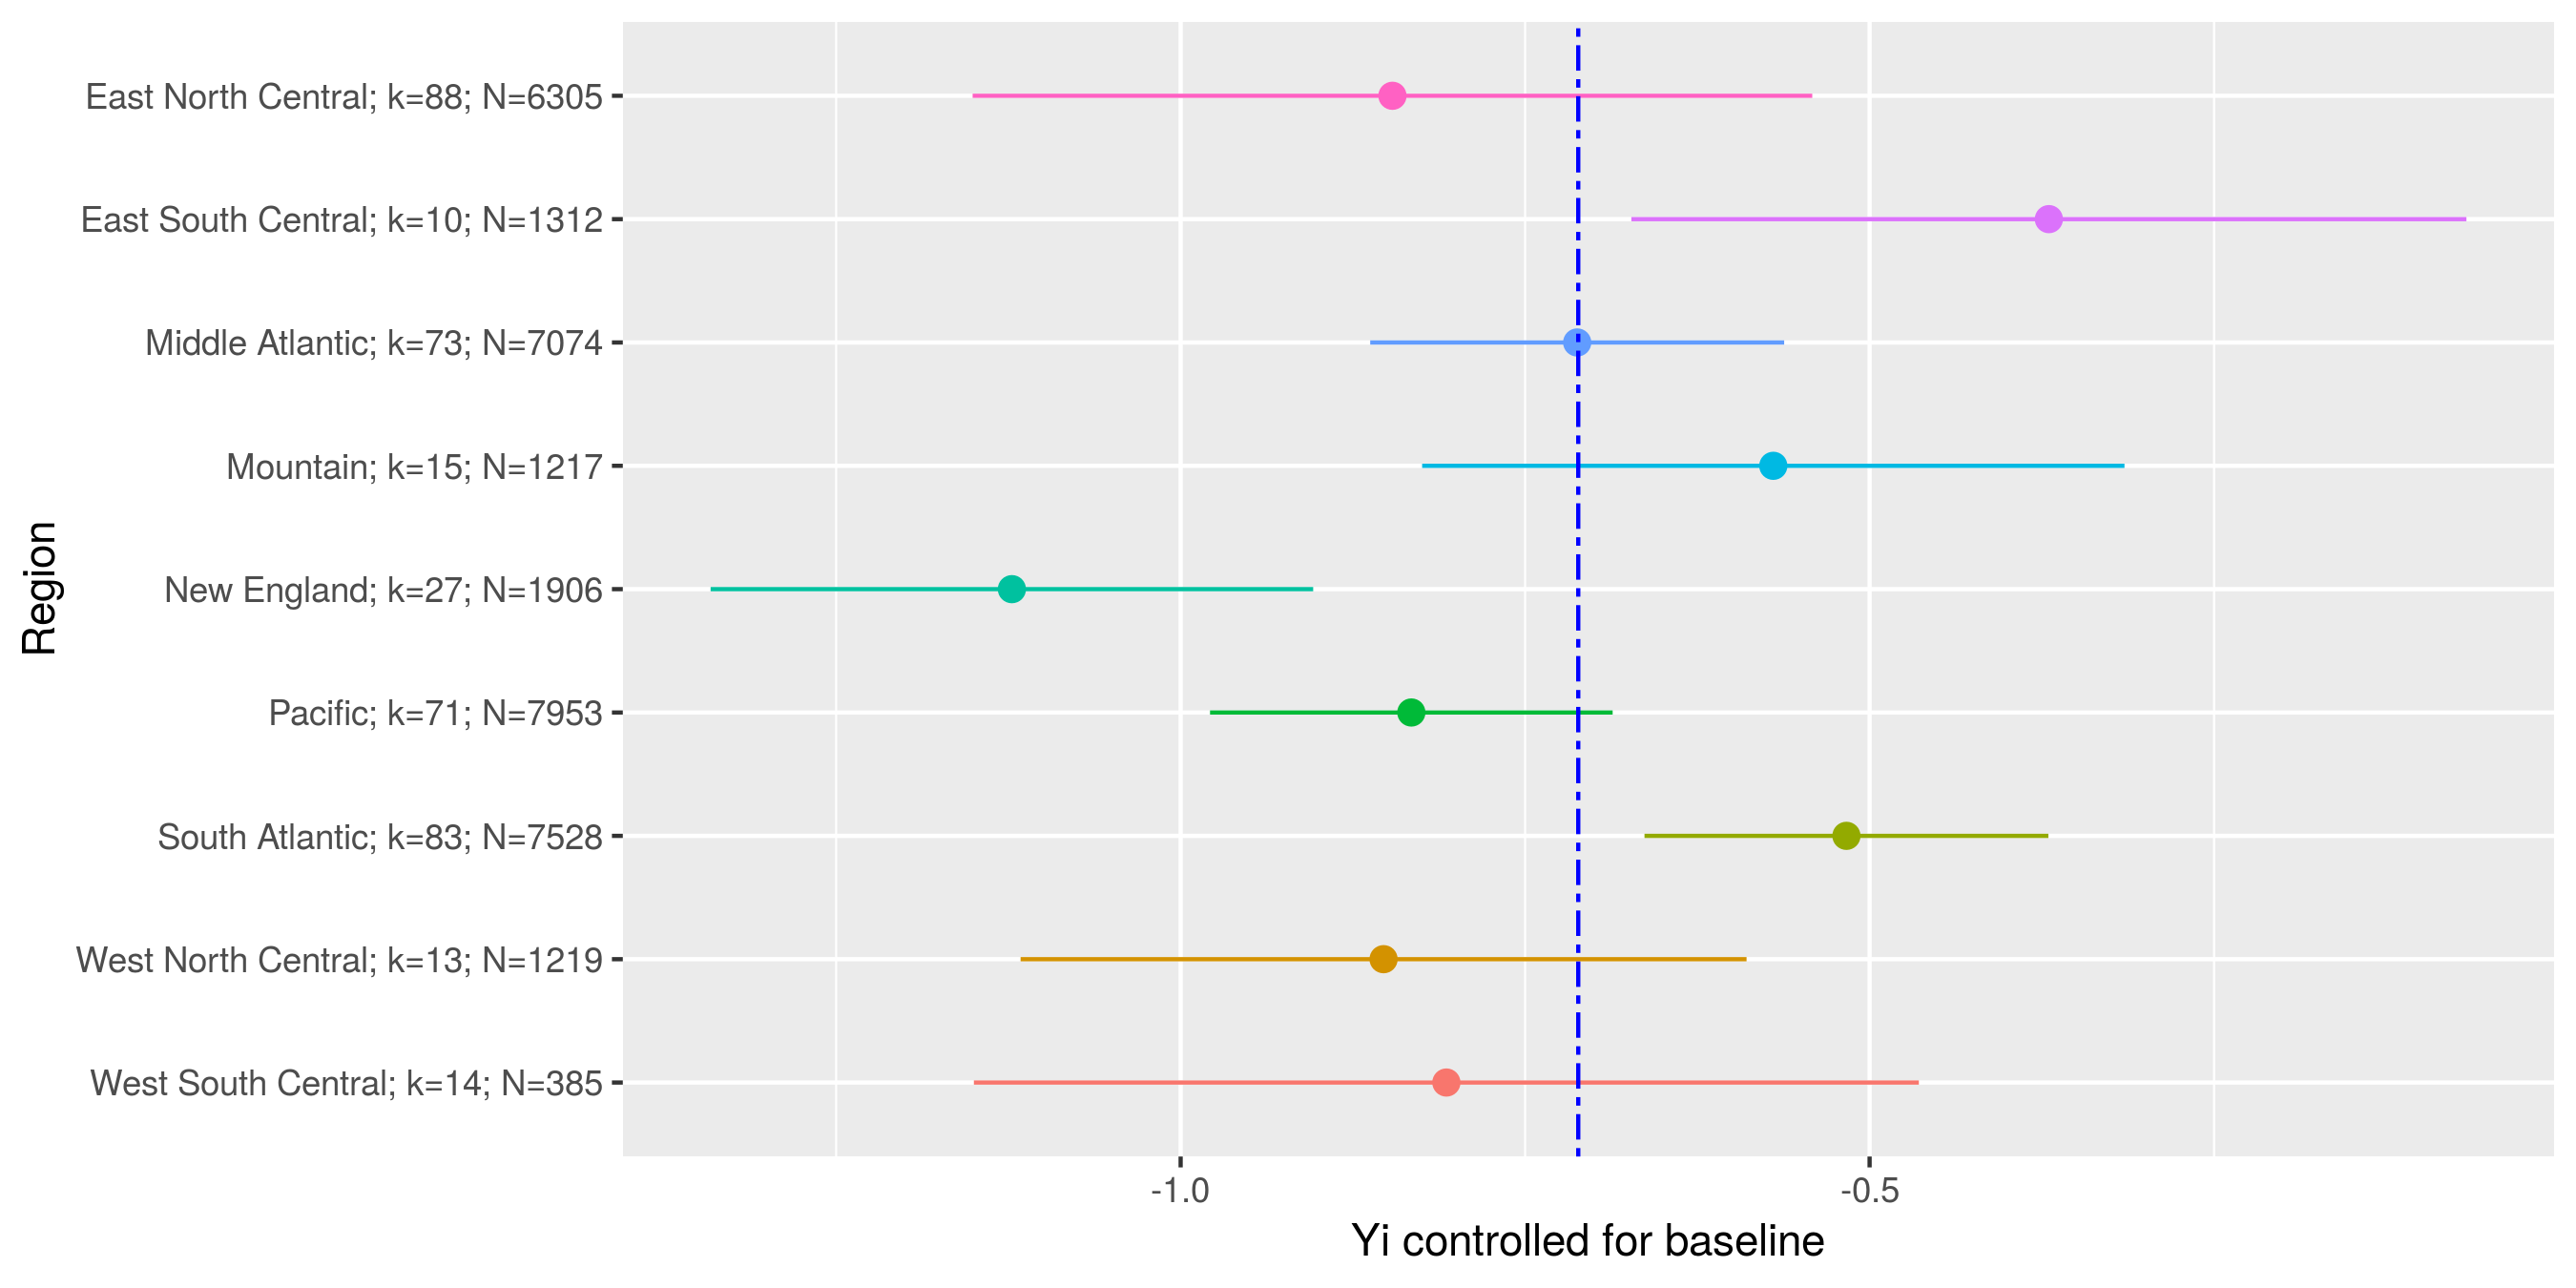 East North Central; k=88; N=6305
East South Central; k=10; N=1312
Middle Atlantic; k=73; N=7074
Mountain; k=15; N=1217
New England; k=27; N=1906
Pacific; k=71; N=7953
South Atlantic; k=83; N=7528
West North Central; k=13; N=1219
West South Central; k=14; N=385
Region
-1.0
-0.5
Yi controlled for baseline